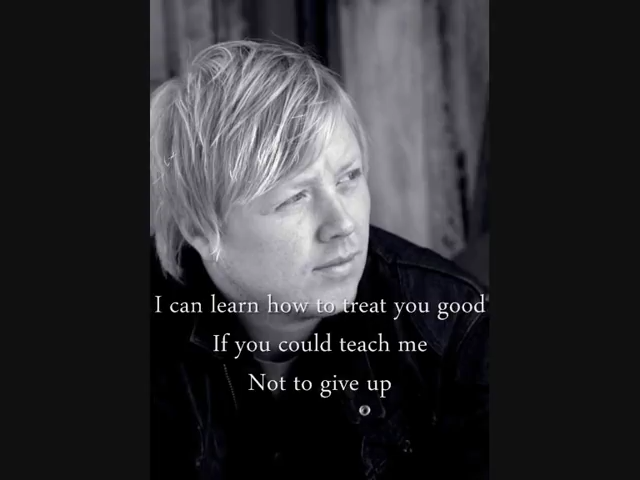 I can learn how to treat you good
If you could teach me
Not to give up